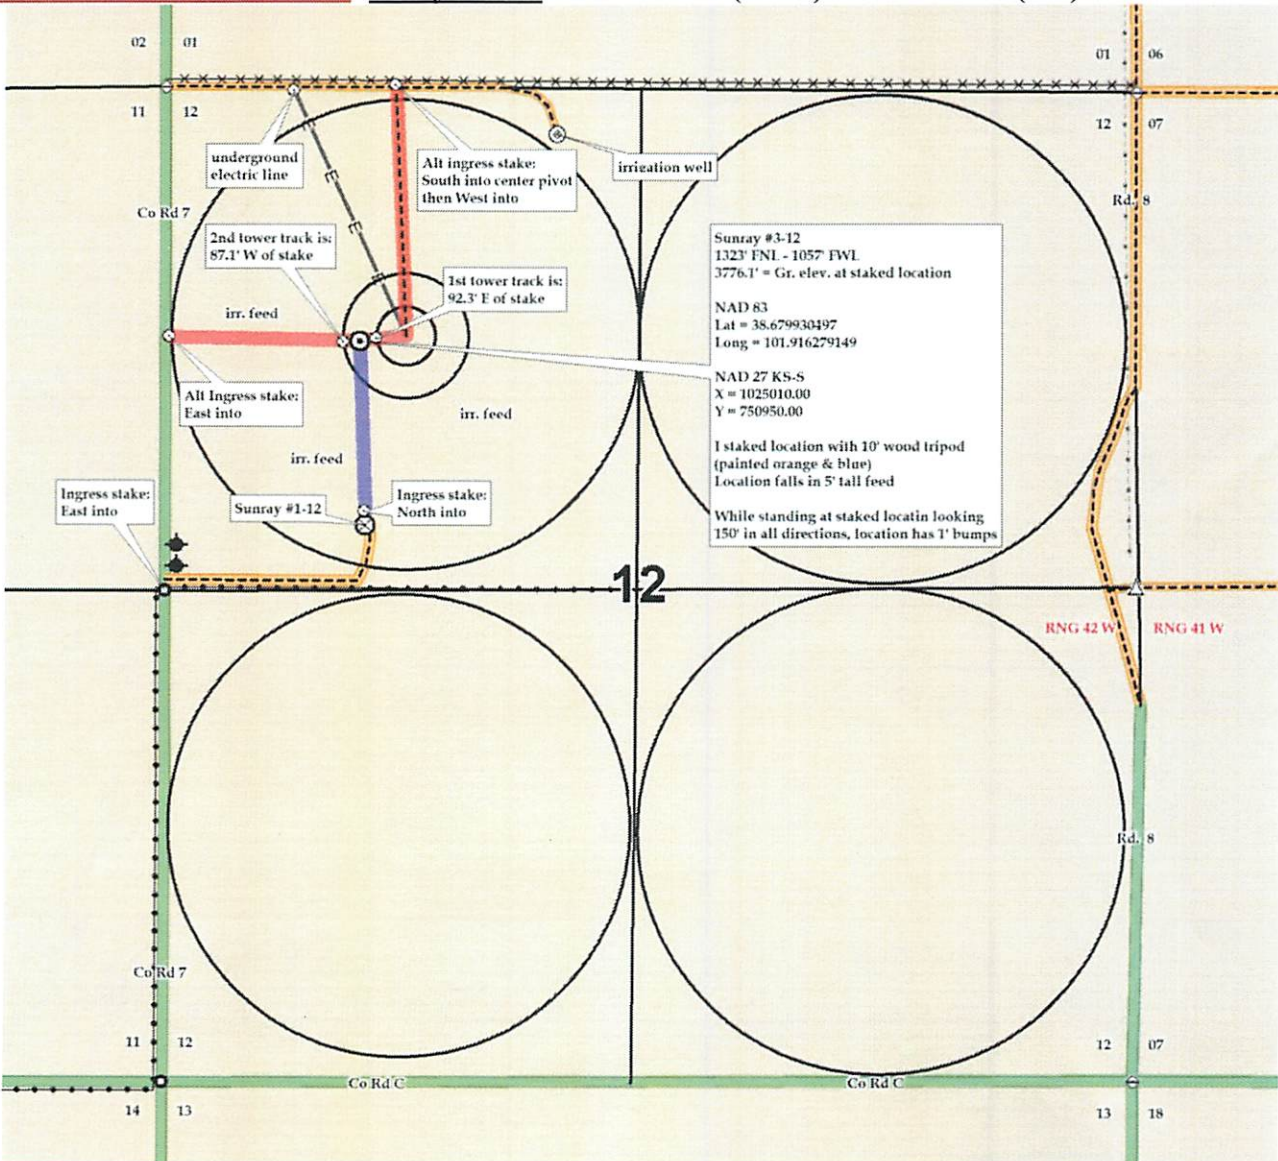 02 01
01 06
11 12
12 07
underground
electric line
Alt ingress stake:
South into center pivot
then West into
irrigation well
Co Rd 7
Rd. 8
2nd tower track is:
87.1' W of stake
1st tower track is:
92.3' E of stake
irr. feed
Sunray #3-12
1323' FNL - 1057' FWL
3776.1' = Gr. elev. at staked location
NAD 83
Lat = 38.679930497
Long = 101.916279149
NAD 27 KS-S
X = 1025010.00
Y = 750950.00
I staked location with 10' wood tripod
(painted orange & blue)
Location falls in 5' tall feed
While standing at staked locatin looking
150' in all directions, location has 1' bumps
Alt Ingress stake:
East into
irr. feed
irr. feed
Ingress stake:
East into
Sunray #1-12
Ingress stake:
North into
E
E
E
E
12
RNG 42 W
RNG 41 W
Rd. 8
Co Rd 7
11 12
12 07
Co Rd C
Co Rd C
14 13
13 18